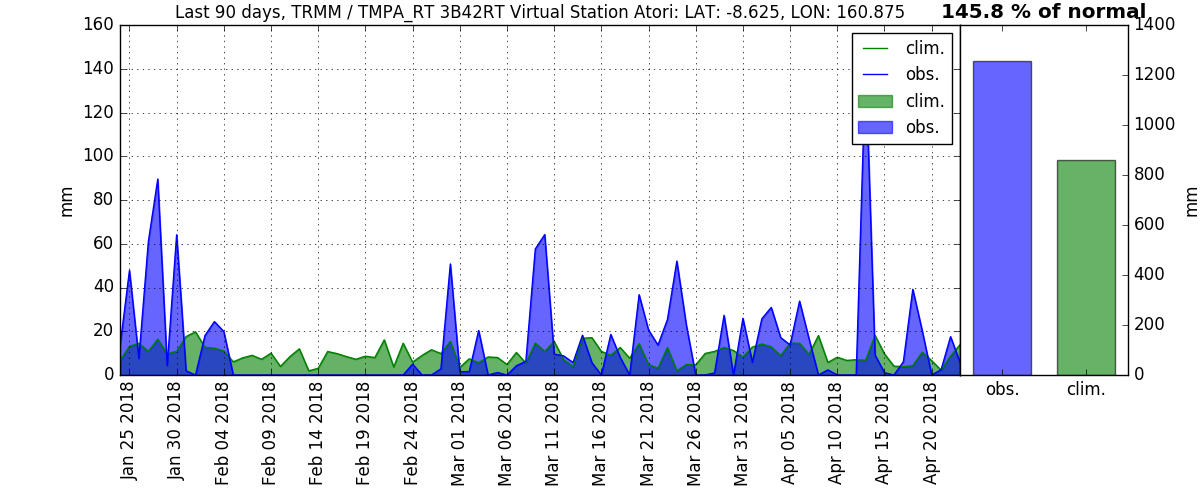 Last 90 days, TRMM / TMPA_RT 3B42RT Virtual Station Atori: LAT: -8.625, LON: 160.875
145.8 % of normal
160
140
120
100
80
60
40
20
0
mm
clim.
obs.
clim.
obs.
Jan 25 2018
Jan 30 2018
Feb 04 2018
Feb 09 2018
Feb 14 2018
Feb 19 2018
Feb 24 2018
Mar 01 2018
Mar 06 2018
Mar 11 2018
Mar 16 2018
Mar 21 2018
Mar 26 2018
Mar 31 2018
Apr 05 2018
Apr 10 2018
Apr 15 2018
Apr 20 2018
1400
1200
1000
800
600
400
200
0
mm
obs.
clim.